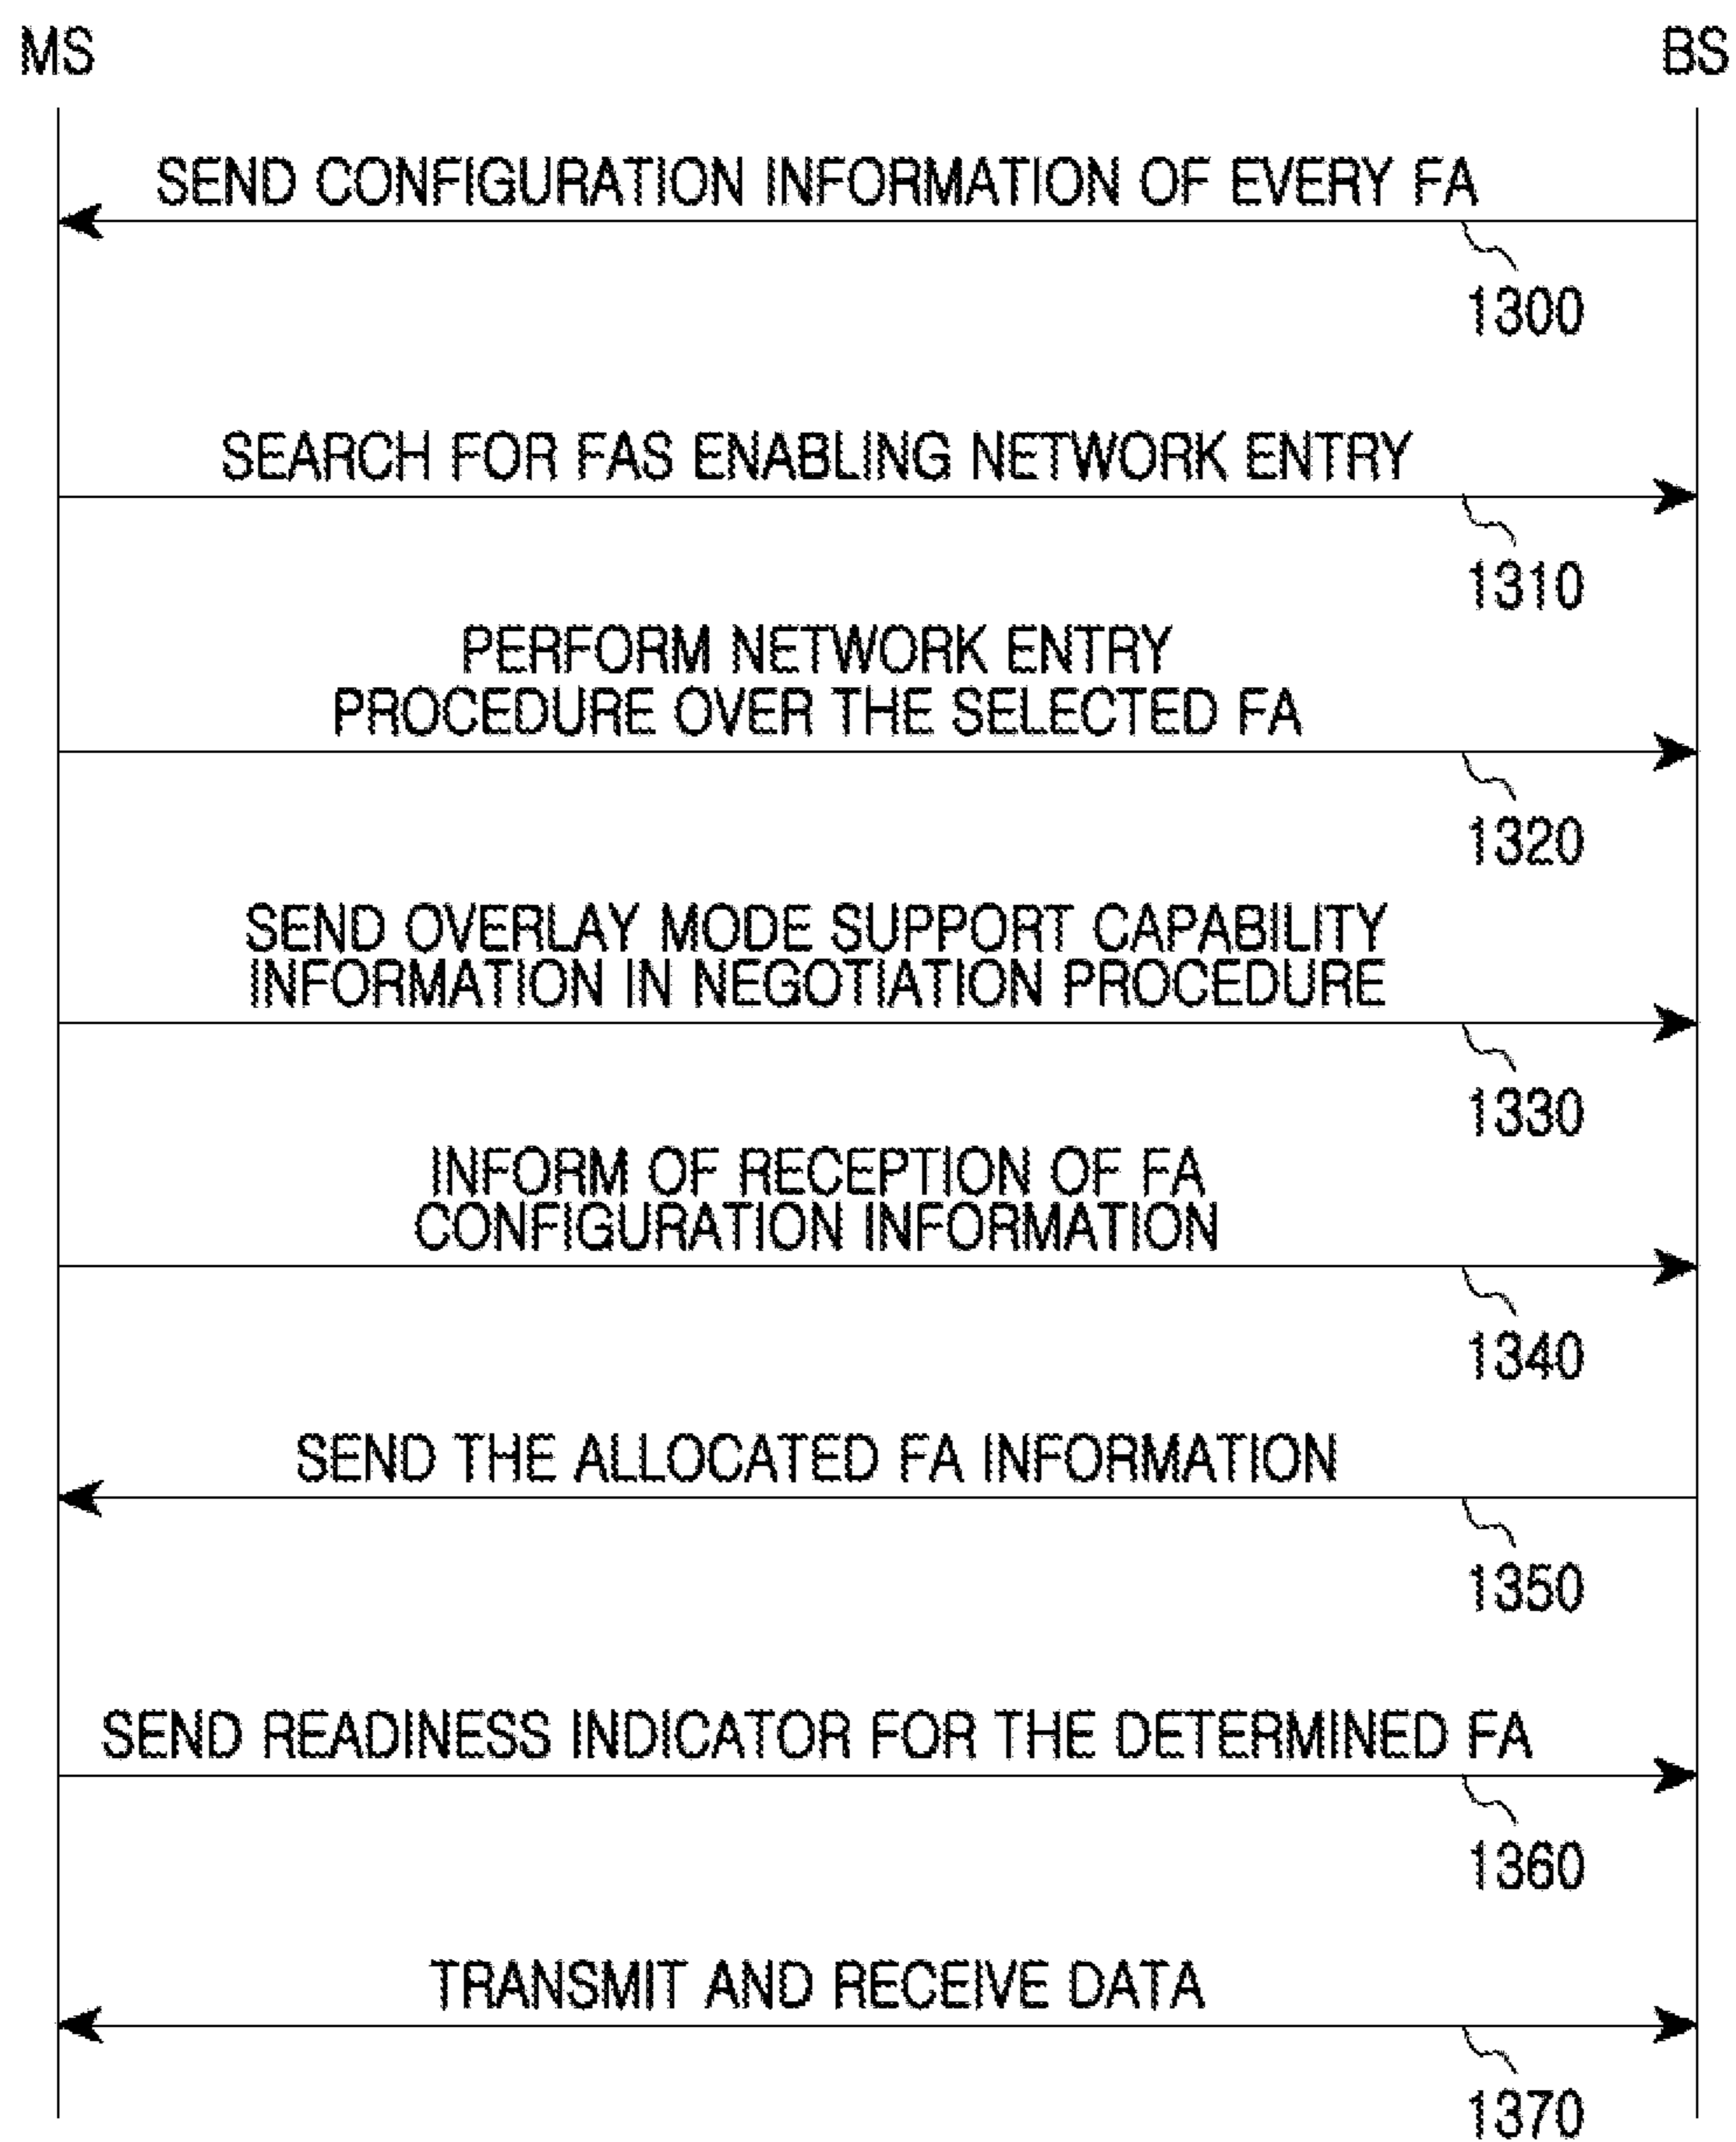 MS
BS
SEND CONFIGURATION INFORMATION OF EVERY FA
1300
SEARCH FOR FAS ENABLING NETWORK ENTRY
1310
PERFORM NETWORK ENTRY
PROCEDURE OVER THE SELECTED FA
1320
SEND OVERLAY MODE SUPPORT CAPABILITY
INFORMATION IN NEGOTIATION PROCEDURE
1330
INFORM OF RECEPTION OF FA
CONFIGURATION INFORMATION
1340
SEND THE ALLOCATED FA INFORMATION
1350
SEND READINESS INDICATOR FOR THE DETERMINED FA
1360
TRANSMIT AND RECEIVE DATA
1370